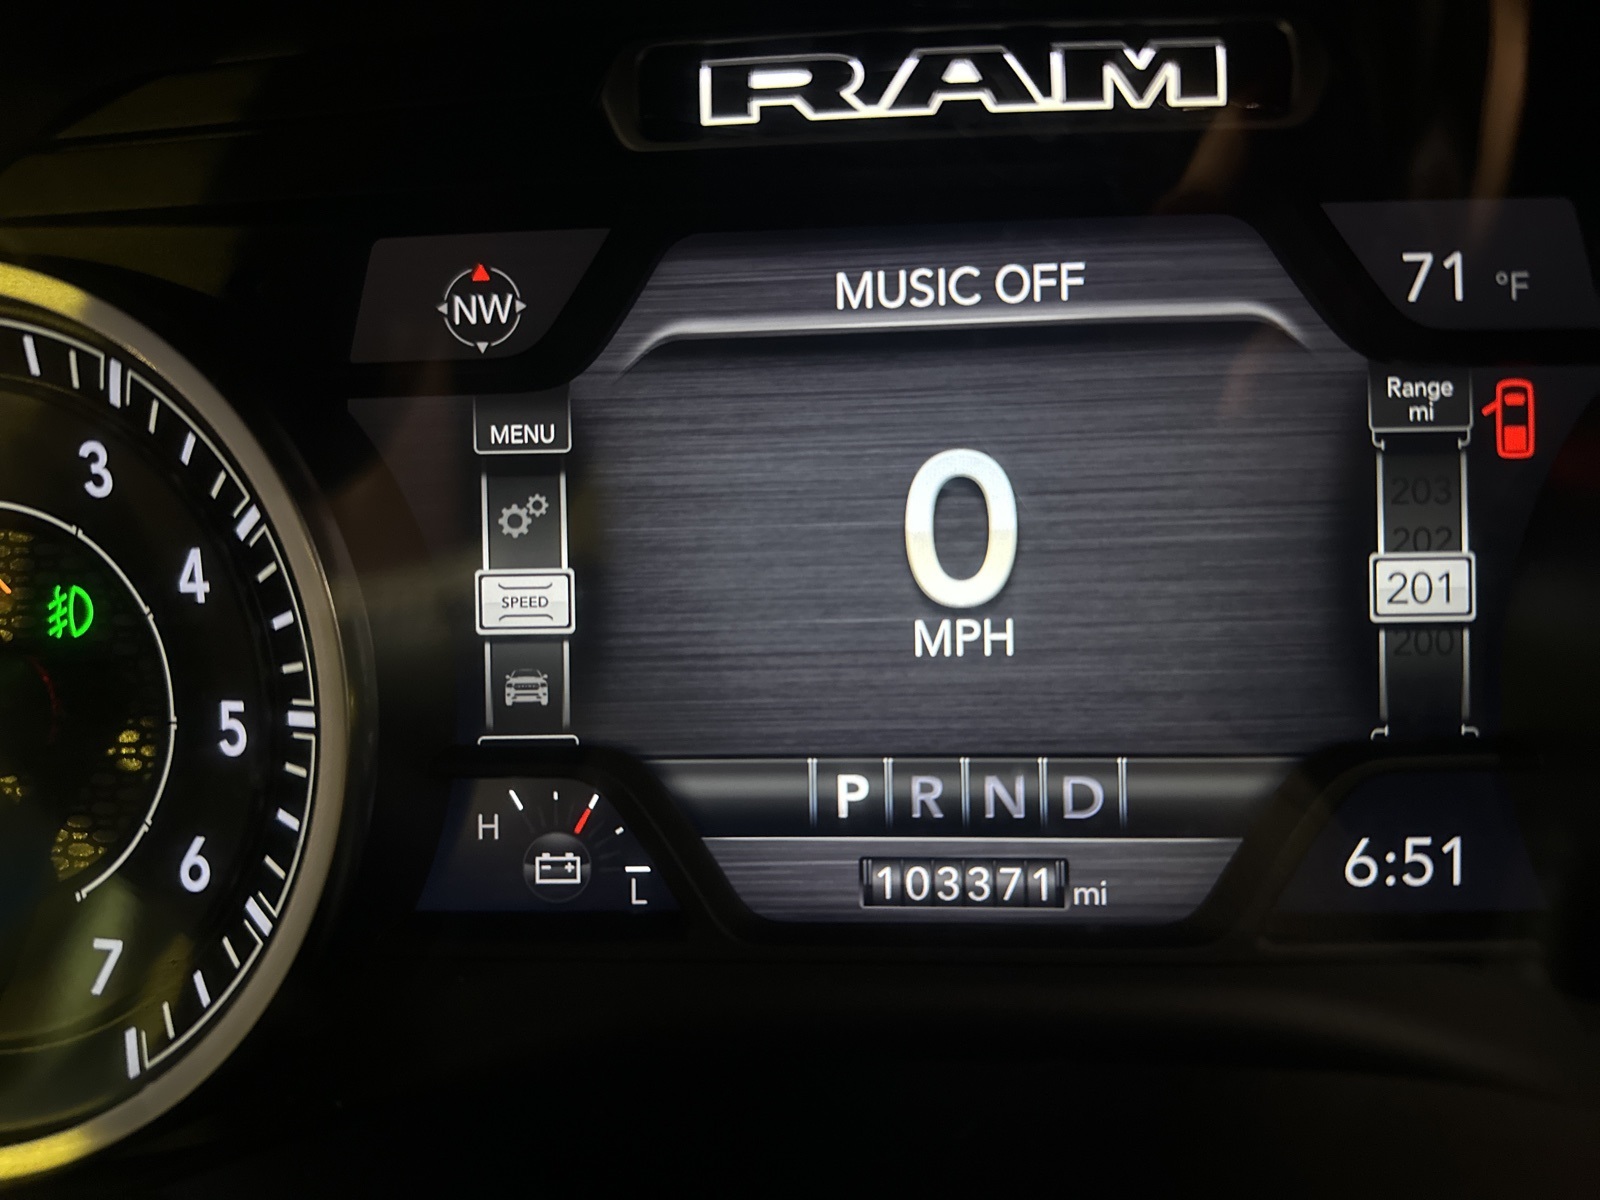 RAM
NW
MUSIC OFF
71 °F
MENU
Range
mi
203
202
SPEED
201
200
0
MPH
3
4
5
6
7
P R N D
H
L
103371 mi
6:51